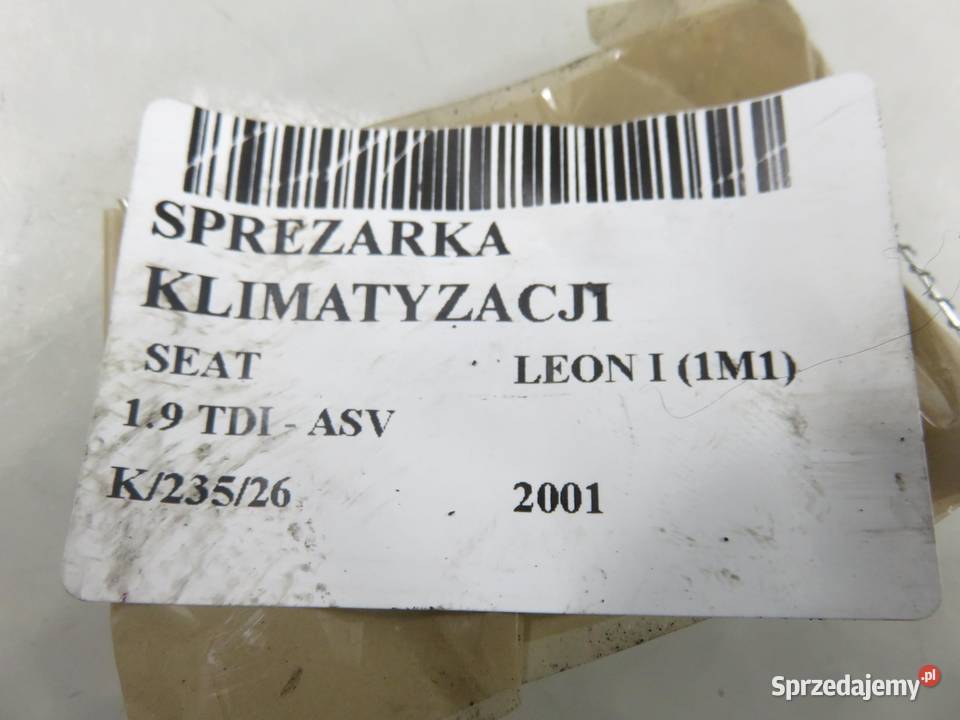 SPREZARKA
KLIMATYZACJI
SEAT LEON I (1M1)
1.9 TDI - ASV
K/235/26 2001
Sprzedajemy.pl